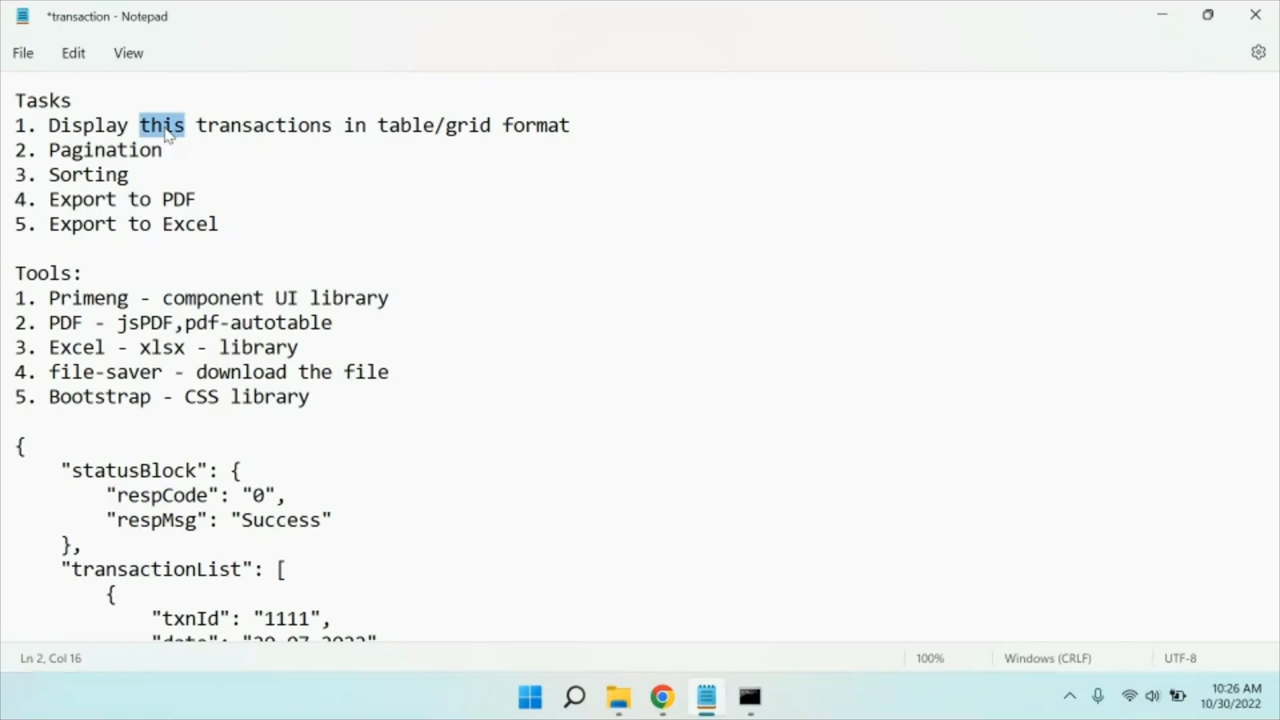 *transaction - Notepad
File Edit View
Tasks
1. Display this transactions in table/grid format
2. Pagination
3. Sorting
4. Export to PDF
5. Export to Excel
Tools:
1. Primeng - component UI library
2. PDF - jsPDF,pdf-autotable
3. Excel - xlsx - library
4. file-saver - download the file
5. Bootstrap - CSS library
{
"statusBlock": {
"respCode": "0",
"respMsg": "Success"
},
"transactionList": [
{
"txnId": "1111",
Ln 2, Col 16 100% Windows (CRLF) UTF-8
10:26 AM
10/30/2022